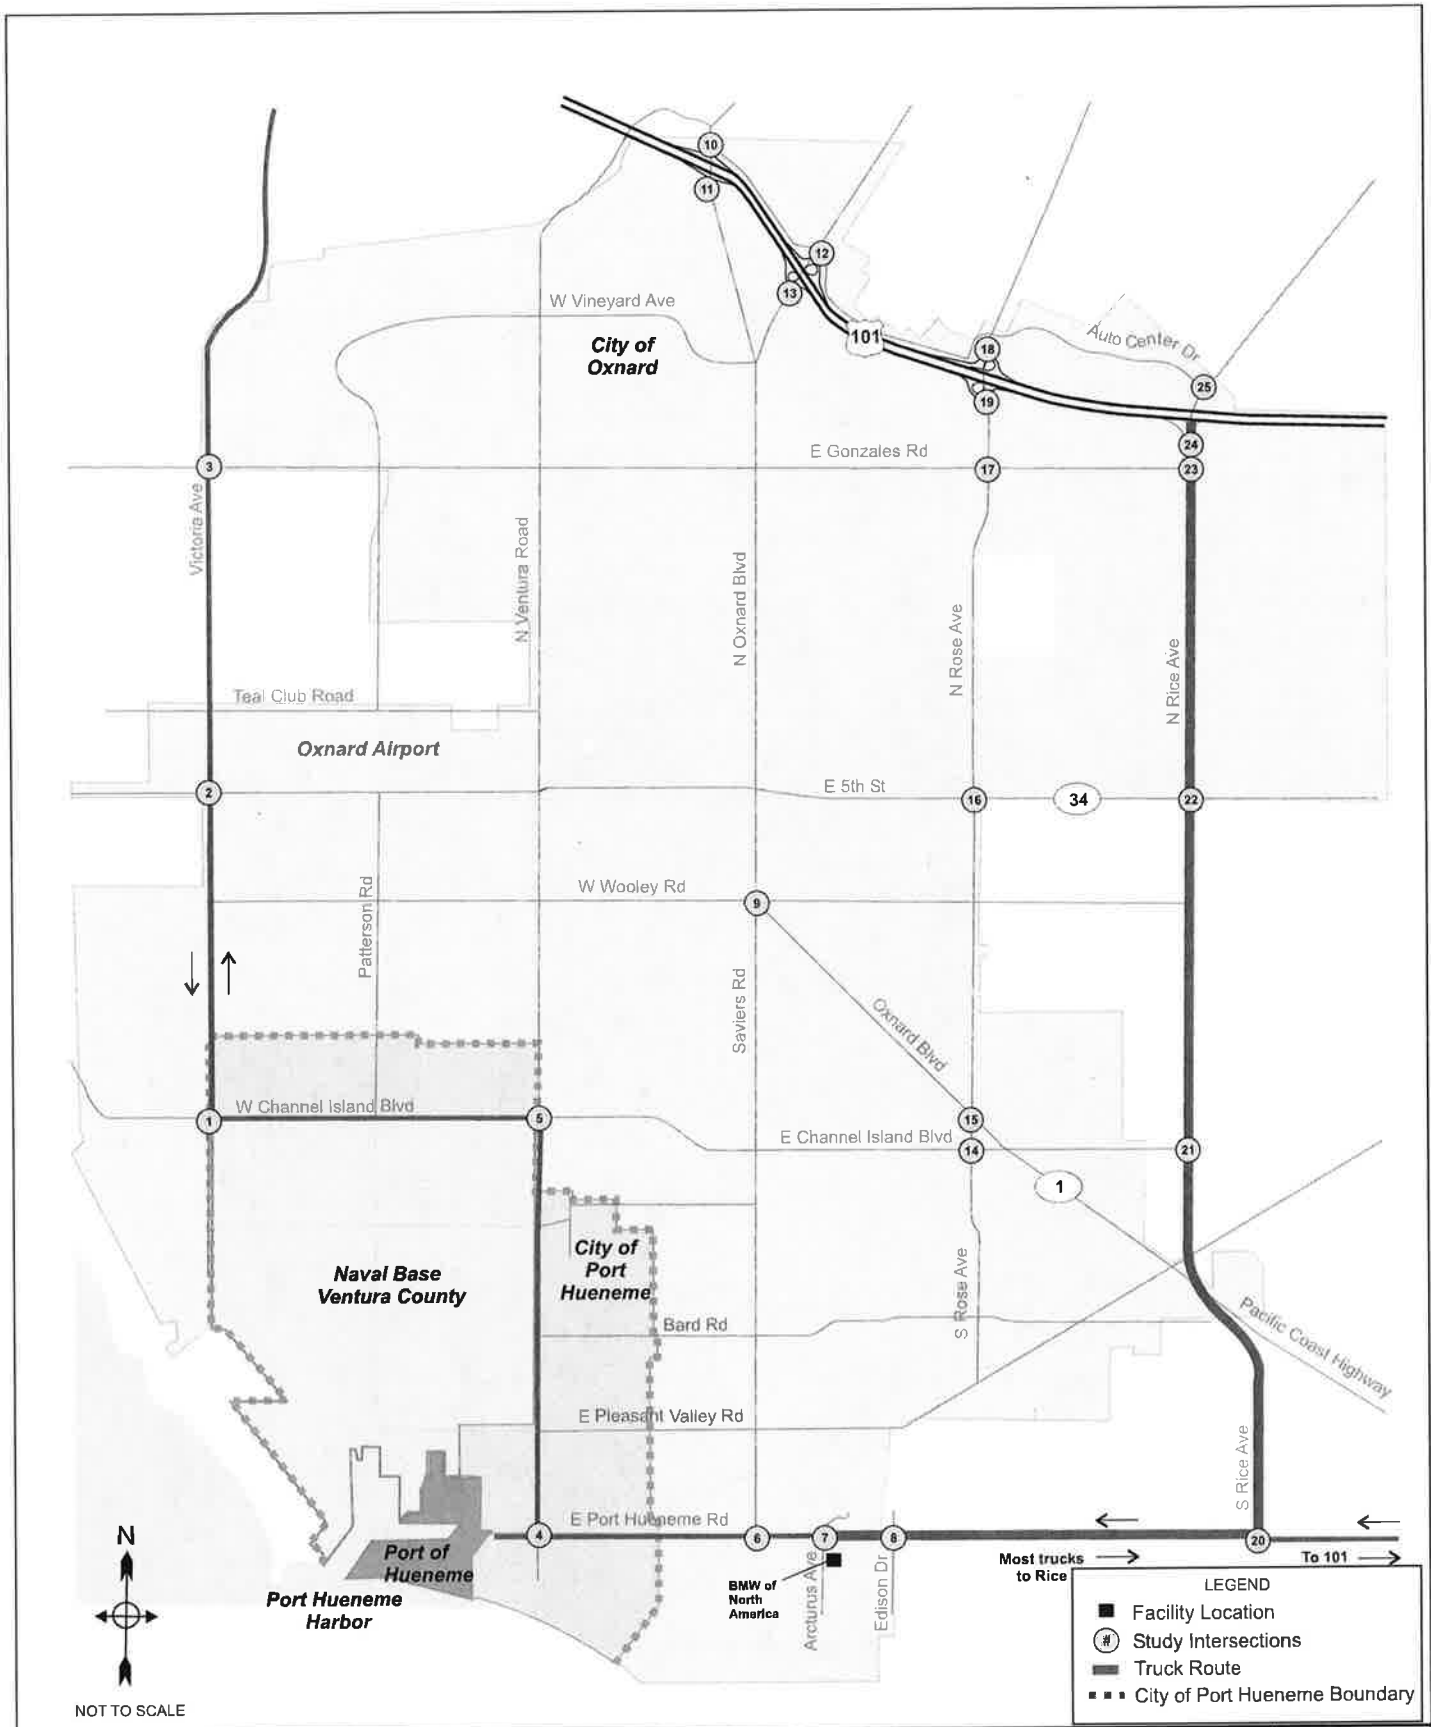 10
11
12
13
W Vineyard Ave
City of
Oxnard
101
18
Auto Center Dr
25
19
24
E Gonzales Rd
3
17
23
Victoria Ave
N Ventura Road
N Oxnard Blvd
N Rose Ave
N Rice Ave
Teal Club Road
Oxnard Airport
2
E 5th St
16
34
22
W Wooley Rd
9
Patterson Rd
Saviers Rd
Oxnard Blvd
W Channel Island Blvd
1
5
15
E Channel Island Blvd
14
21
1
City of
Port
Hueneme
Naval Base
Ventura County
S Rose Ave
Bard Rd
Pacific Coast Highway
E Pleasant Valley Rd
S Rice Ave
E Port Hueneme Rd
4
6
7
8
20
N
Port of
Hueneme
Port Hueneme
Harbor
BMW of
North
America
Arcturus Ave
Edison Dr
Most trucks
to Rice
To 101
LEGEND
Facility Location
# Study Intersections
Truck Route
City of Port Hueneme Boundary
NOT TO SCALE